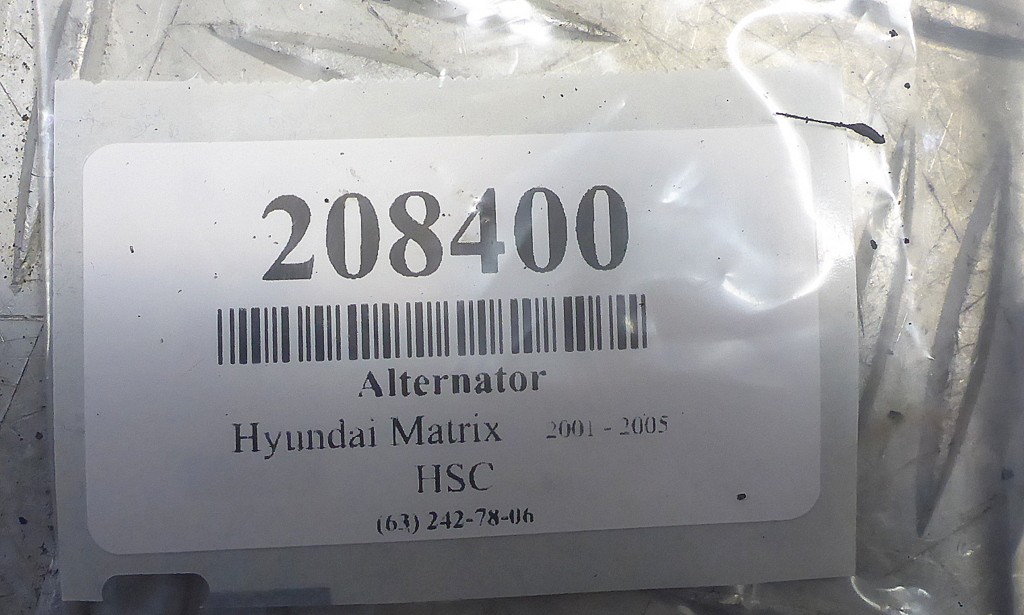 208400
Alternator
Hyundai Matrix 2001 - 2005
HSC
(63) 242-78-06